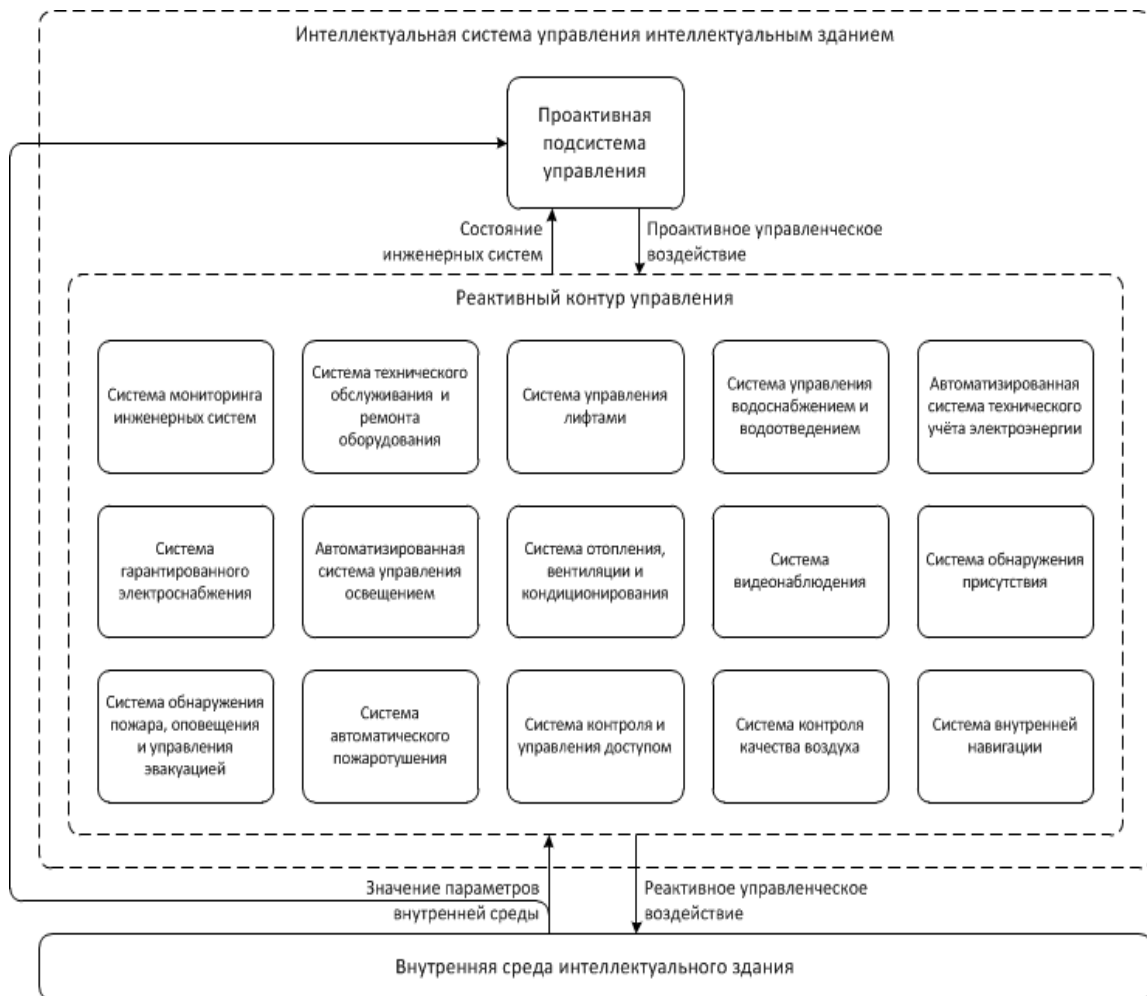 Интеллектуальная система управления интеллектуальным зданием
Проактивная
подсистема
управления
Состояние
инженерных систем
Проактивное управленческое
воздействие
Реактивный контур управления
Система мониторинга
инженерных систем
Система технического
обслуживания и
ремонта
оборудования
Система управления
лифтами
Система управления
водоснабжением и
водоотведением
Автоматизированная
система технического
учёта электроэнергии
Система
гарантированного
электроснабжения
Автоматизированная
система управления
освещением
Система отопления,
вентиляции и
кондиционирования
Система
видеонаблюдения
Система обнаружения
присутствия
Система обнаружения
пожара, оповещения
и управления
эвакуацией
Система
автоматического
пожаротушения
Система контроля и
управления доступом
Система контроля
качества воздуха
Система внутренней
навигации
Значение параметров
внутренней среды
Реактивное управленческое
воздействие
Внутренняя среда интеллектуального здания